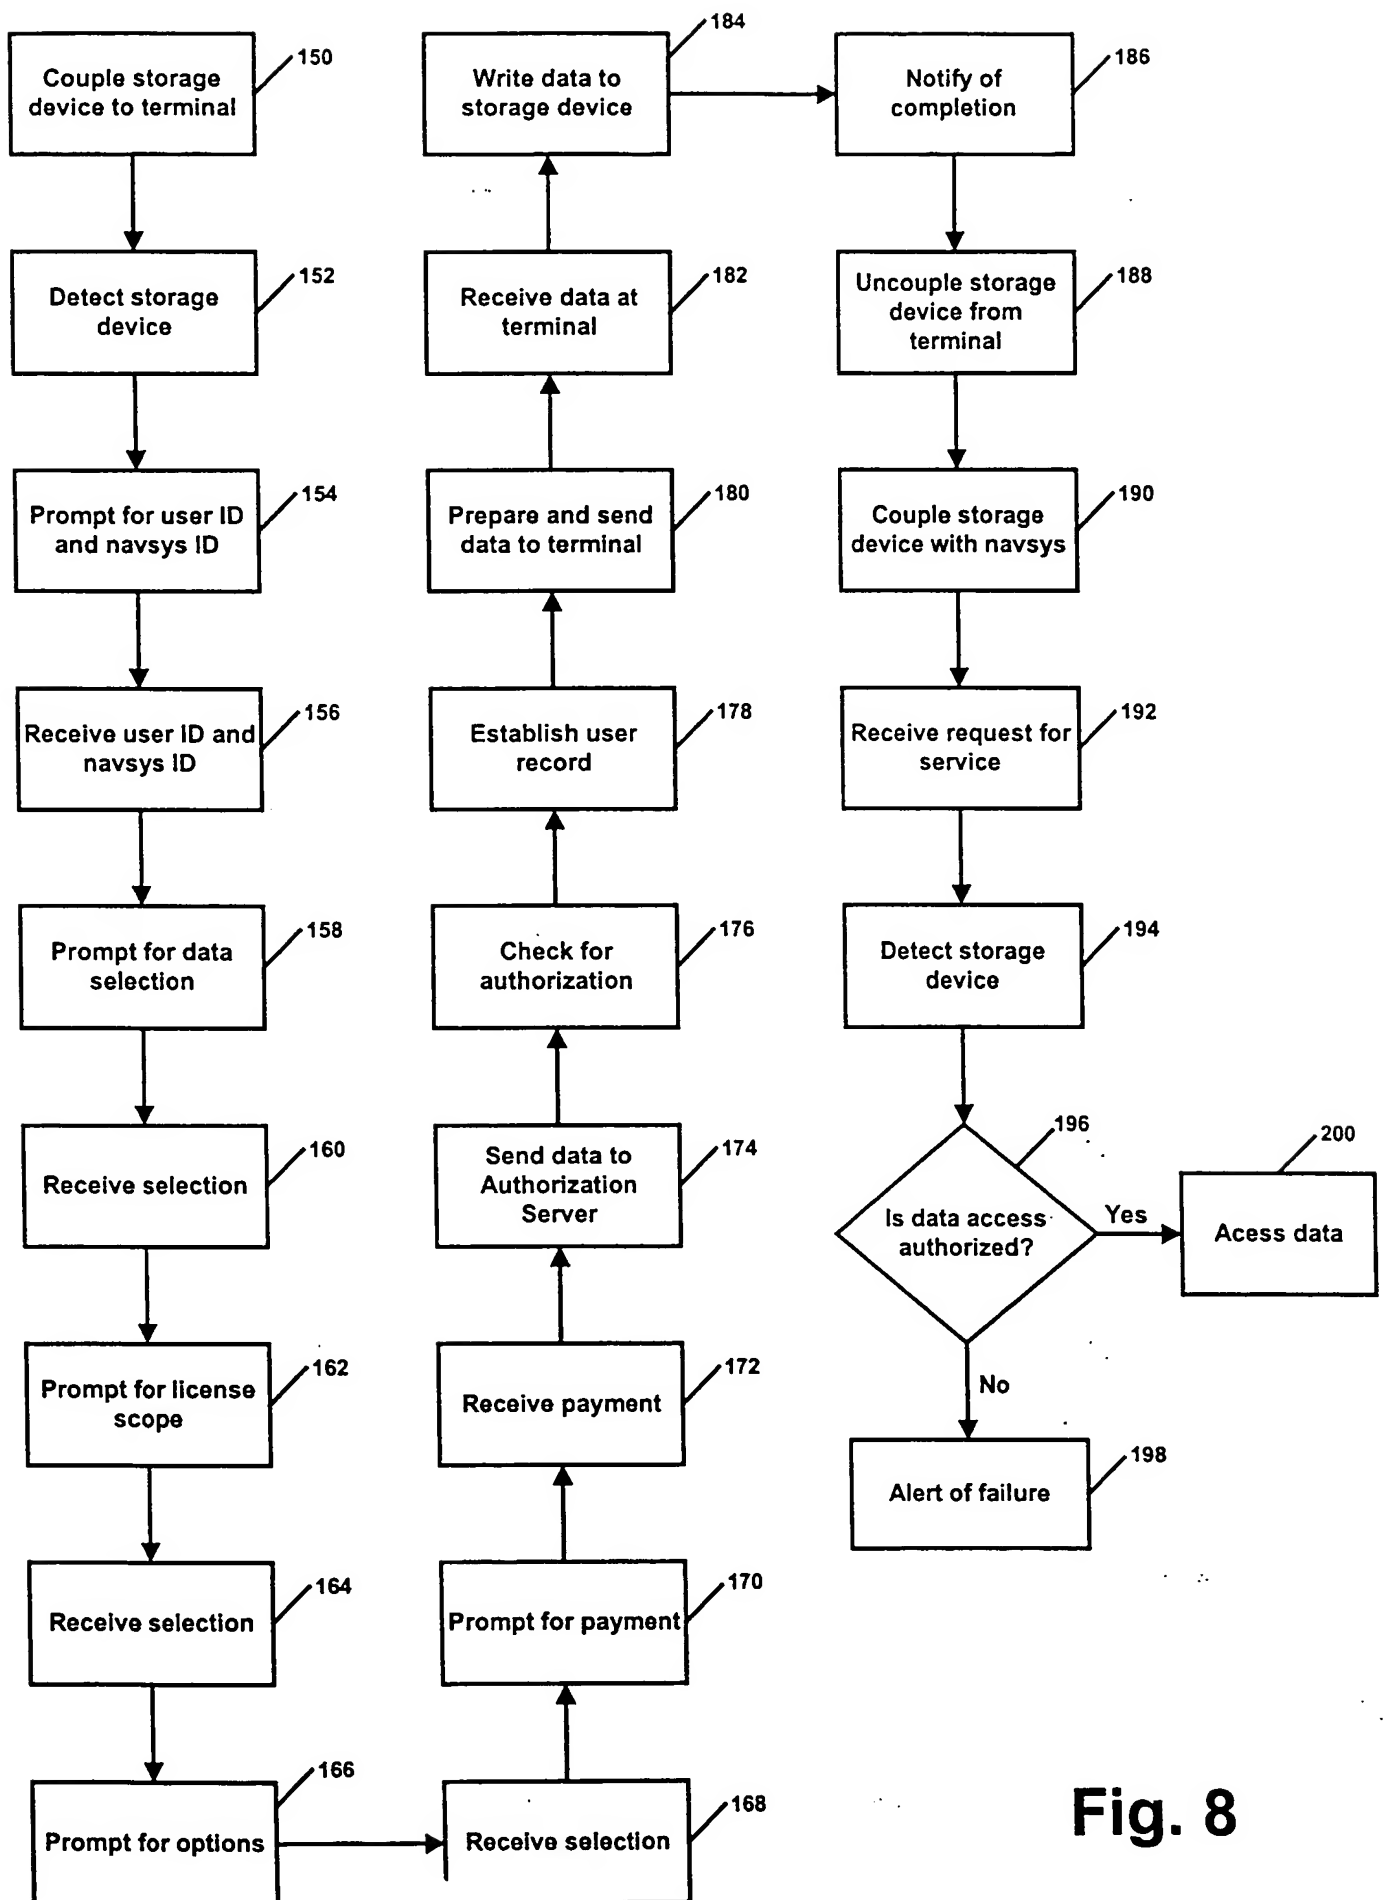 150
Couple storage
device to terminal
152
Detect storage
device
154
Prompt for user ID
and navsys ID
156
Receive user ID and
navsys ID
158
Prompt for data
selection
160
Receive selection
162
Prompt for license
scope
164
Receive selection
166
Prompt for options
168
Receive selection
170
Prompt for payment
172
Receive payment
174
Send data to
Authorization
Server
176
Check for
authorization
178
Establish user
record
180
Prepare and send
data to terminal
182
Receive data at
terminal
184
Write data to
storage device
186
Notify of
completion
188
Uncouple storage
device from
terminal
190
Couple storage
device with navsys
192
Receive request for
service
194
Detect storage
device
196
Is data access
authorized?
Yes
200
Acess data
No
198
Alert of failure
Fig. 8